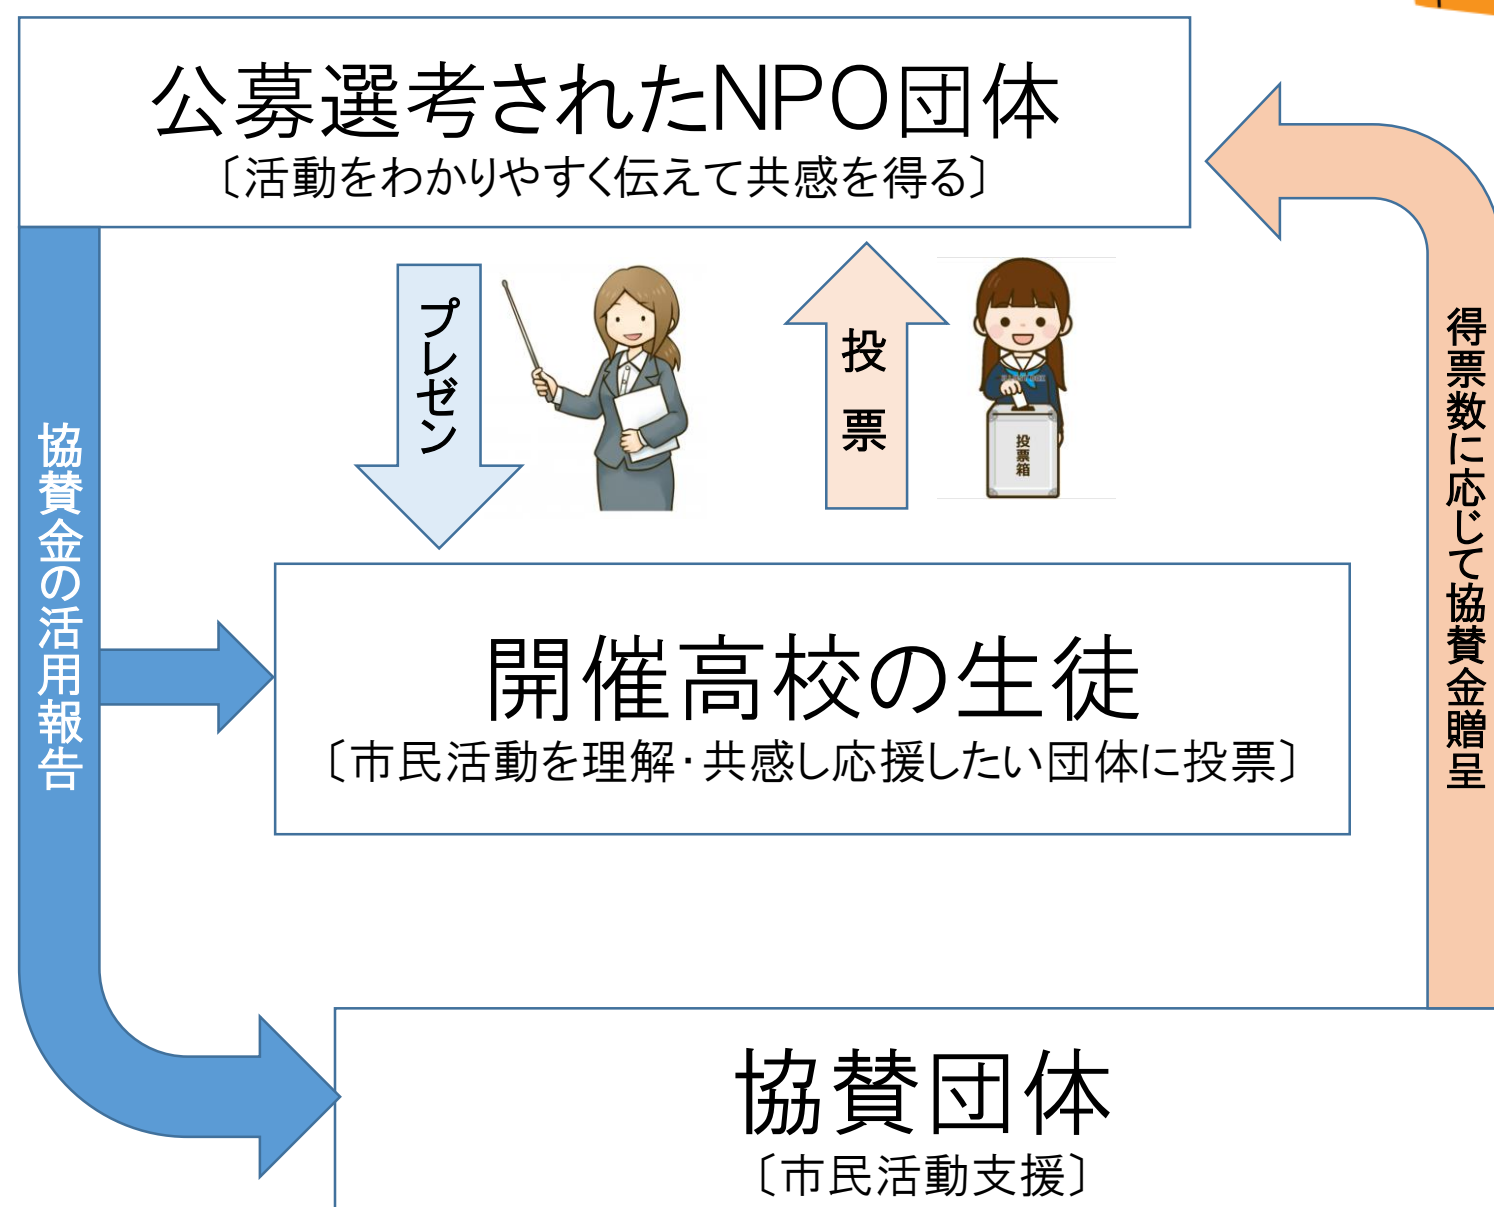 公募選考されたNPO団体
〔活動をわかりやすく伝えて共感を得る〕
プレゼン
投票
投票箱
得票数に応じて協賛金贈呈
協賛金の活用報告
開催高校の生徒
〔市民活動を理解・共感し応援したい団体に投票〕
協賛団体
〔市民活動支援〕